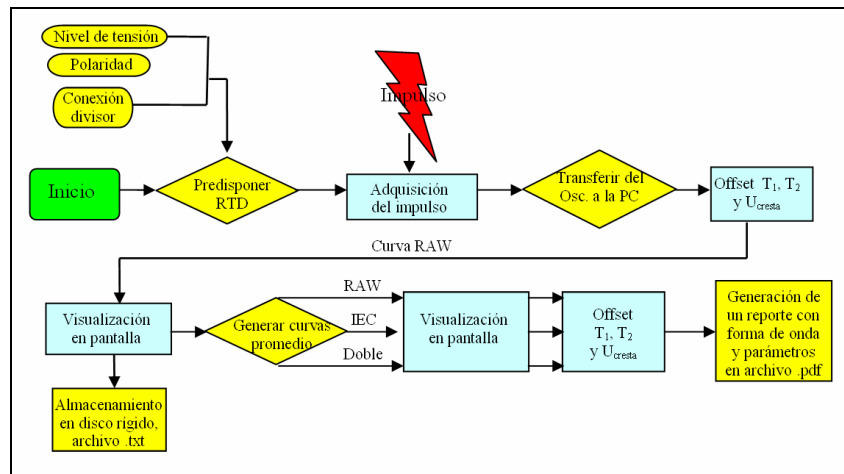 Nivel de tensión
Polaridad
Conexión
divisor
Impulso
Inicio
Predisponer
RTD
Adquisición
del impulso
Transferir del
Osc. a la PC
Offset T₁, T₂
y Ucresta
Curva RAW
Visualización
en pantalla
Generar curvas
promedio
RAW
IEC
Doble
Visualización
en pantalla
Offset
T₁, T₂
y Ucresta
Generación de
un reporte con
forma de onda
y parámetros
en archivo .pdf
Almacenamiento
en disco rígido,
archivo .txt